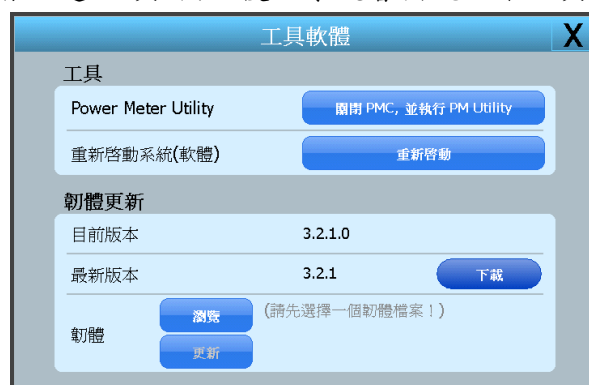 工具軟體 X
工具
Power Meter Utility 關閉 PMC, 並執行 PM Utility
重新啓動系統(軟體) 重新啓動
韌體更新
目前版本 3.2.1.0
最新版本 3.2.1 下載
韌體 瀏覽 (請先選擇一個韌體檔案！)
更新